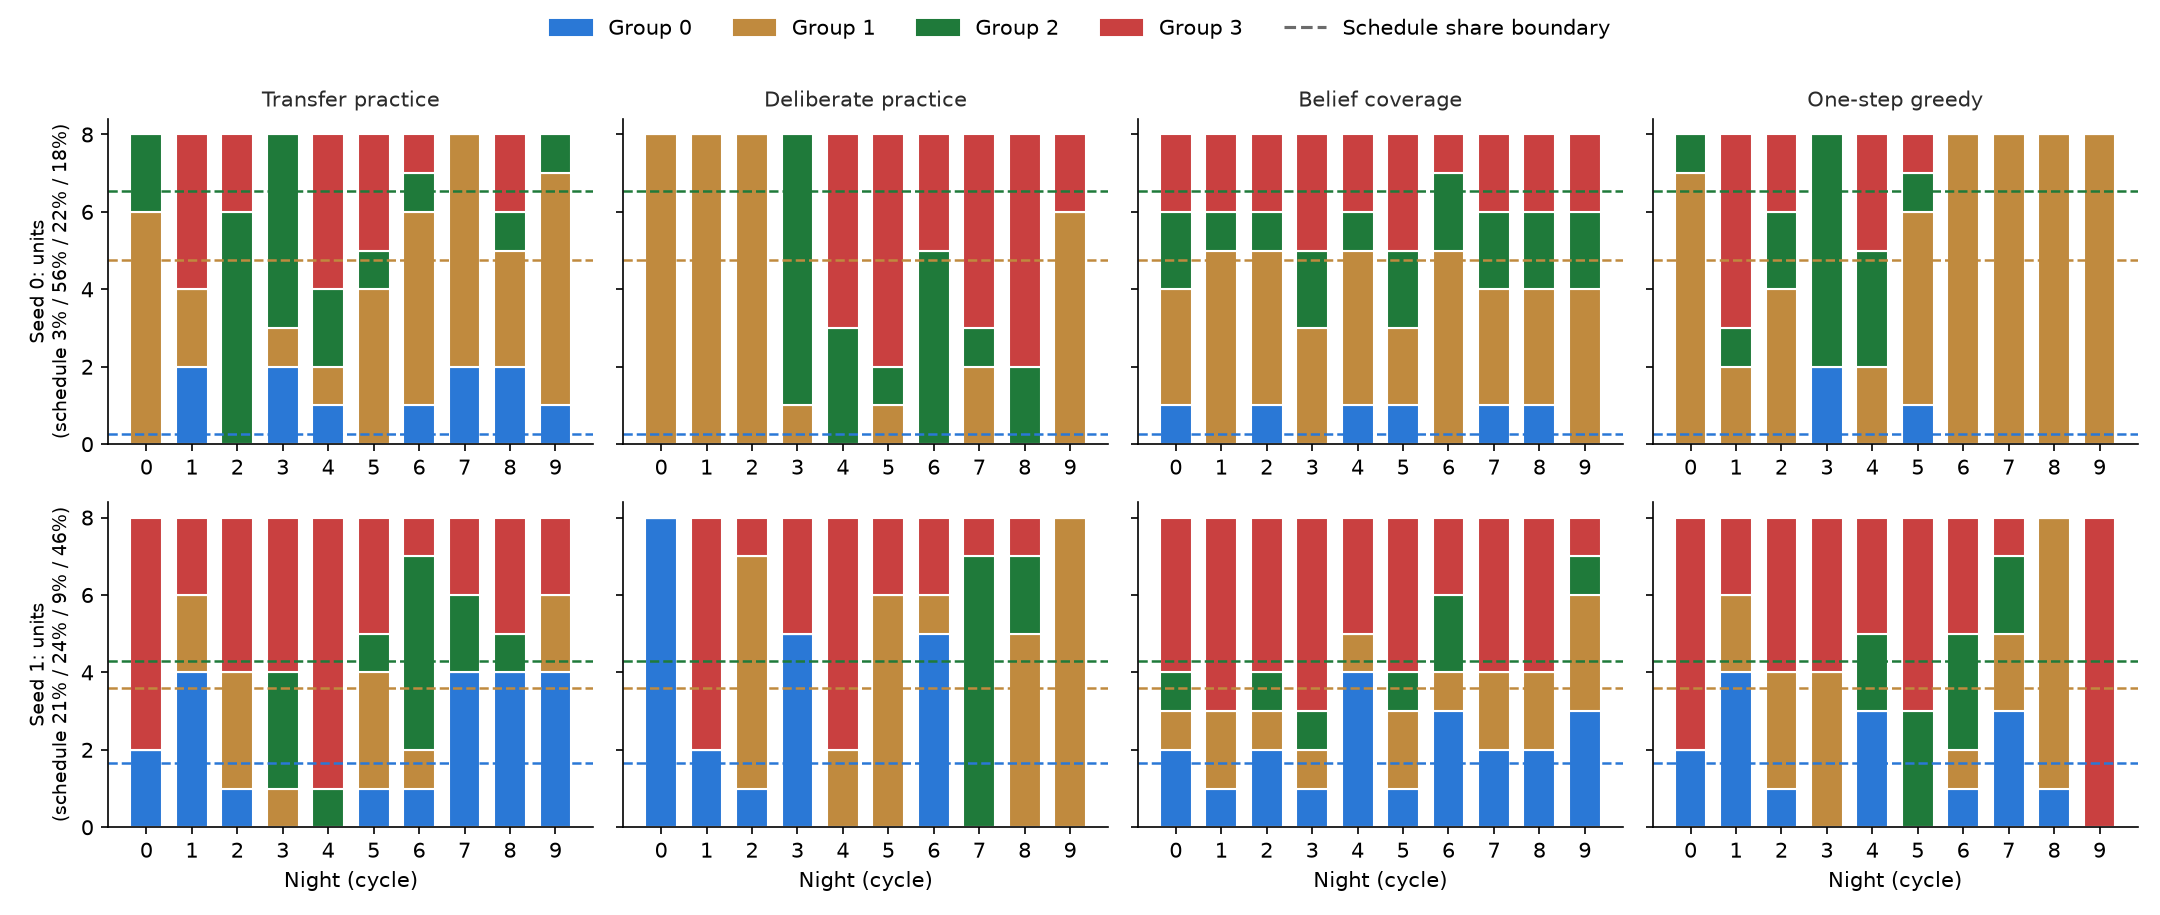 Group 0 Group 1 Group 2 Group 3 Schedule share boundary
Transfer practice Deliberate practice Belief coverage One-step greedy
Seed 0: units
(schedule 3% / 56% / 22% / 18%)
8
6
4
2
0
0 1 2 3 4 5 6 7 8 9 0 1 2 3 4 5 6 7 8 9 0 1 2 3 4 5 6 7 8 9 0 1 2 3 4 5 6 7 8 9
Seed 1: units
(schedule 21% / 24% / 9% / 46%)
8
6
4
2
0
0 1 2 3 4 5 6 7 8 9 0 1 2 3 4 5 6 7 8 9 0 1 2 3 4 5 6 7 8 9 0 1 2 3 4 5 6 7 8 9
Night (cycle) Night (cycle) Night (cycle) Night (cycle)